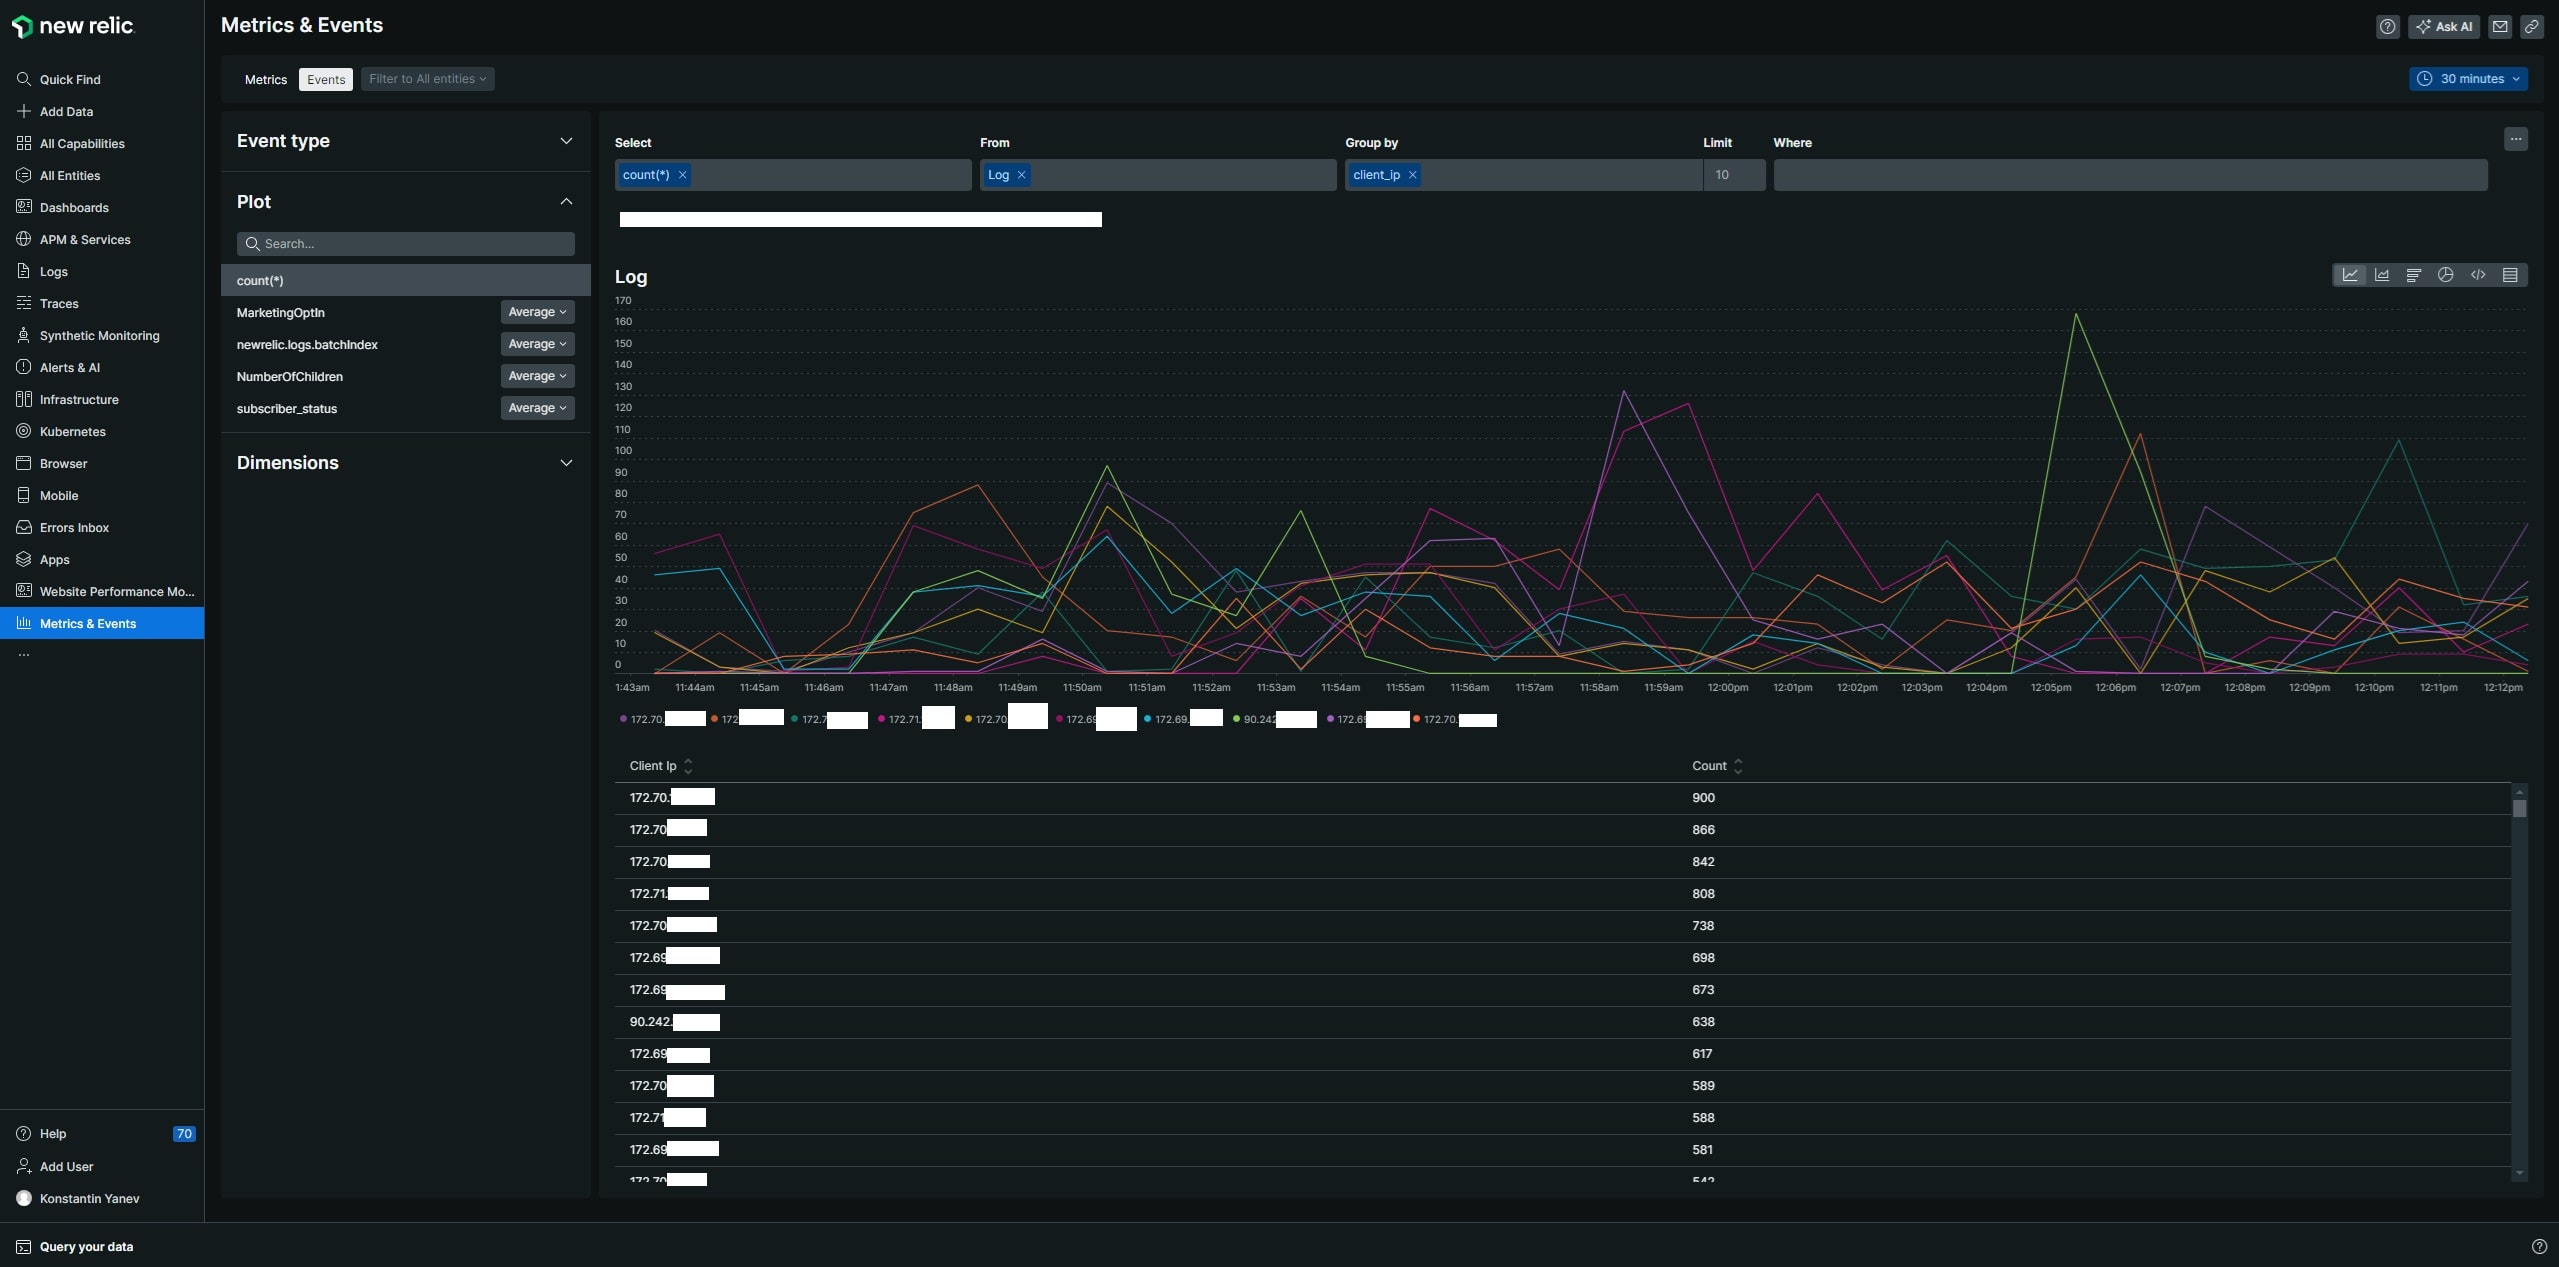 new relic
Metrics & Events
Ask AI
Quick Find
Add Data
All Capabilities
All Entities
Dashboards
APM & Services
Logs
Traces
Synthetic Monitoring
Alerts & AI
Infrastructure
Kubernetes
Browser
Mobile
Errors Inbox
Apps
Website Performance Mo...
Metrics & Events
...
Help 70
Add User
Konstantin Yanev
Query your data
Metrics Events Filter to All entities
30 minutes
Event type
Plot
Search...
count(*)
MarketingOptIn Average
newrelic.logs.batchIndex Average
NumberOfChildren Average
subscriber_status Average
Dimensions
Select From Group by Limit Where
count(*) Log client_ip 10
Log
170
160
150
140
130
120
110
100
90
80
70
60
50
40
30
20
10
0
1:43am 11:44am 11:45am 11:46am 11:47am 11:48am 11:49am 11:50am 11:51am 11:52am 11:53am 11:54am 11:55am 11:56am 11:57am 11:58am 11:59am 12:00pm 12:01pm 12:02pm 12:03pm 12:04pm 12:05pm 12:06pm 12:07pm 12:08pm 12:09pm 12:10pm 12:11pm 12:12pm
172.70. 172 172.7 172.71. 172.70 172.69 172.69. 90.242 172.69 172.70.
Client Ip Count
172.70. 900
172.70 866
172.70. 842
172.71. 808
172.70 738
172.69 698
172.69 673
90.242. 638
172.69 617
172.70 589
172.71 588
172.69 581
172.70 542